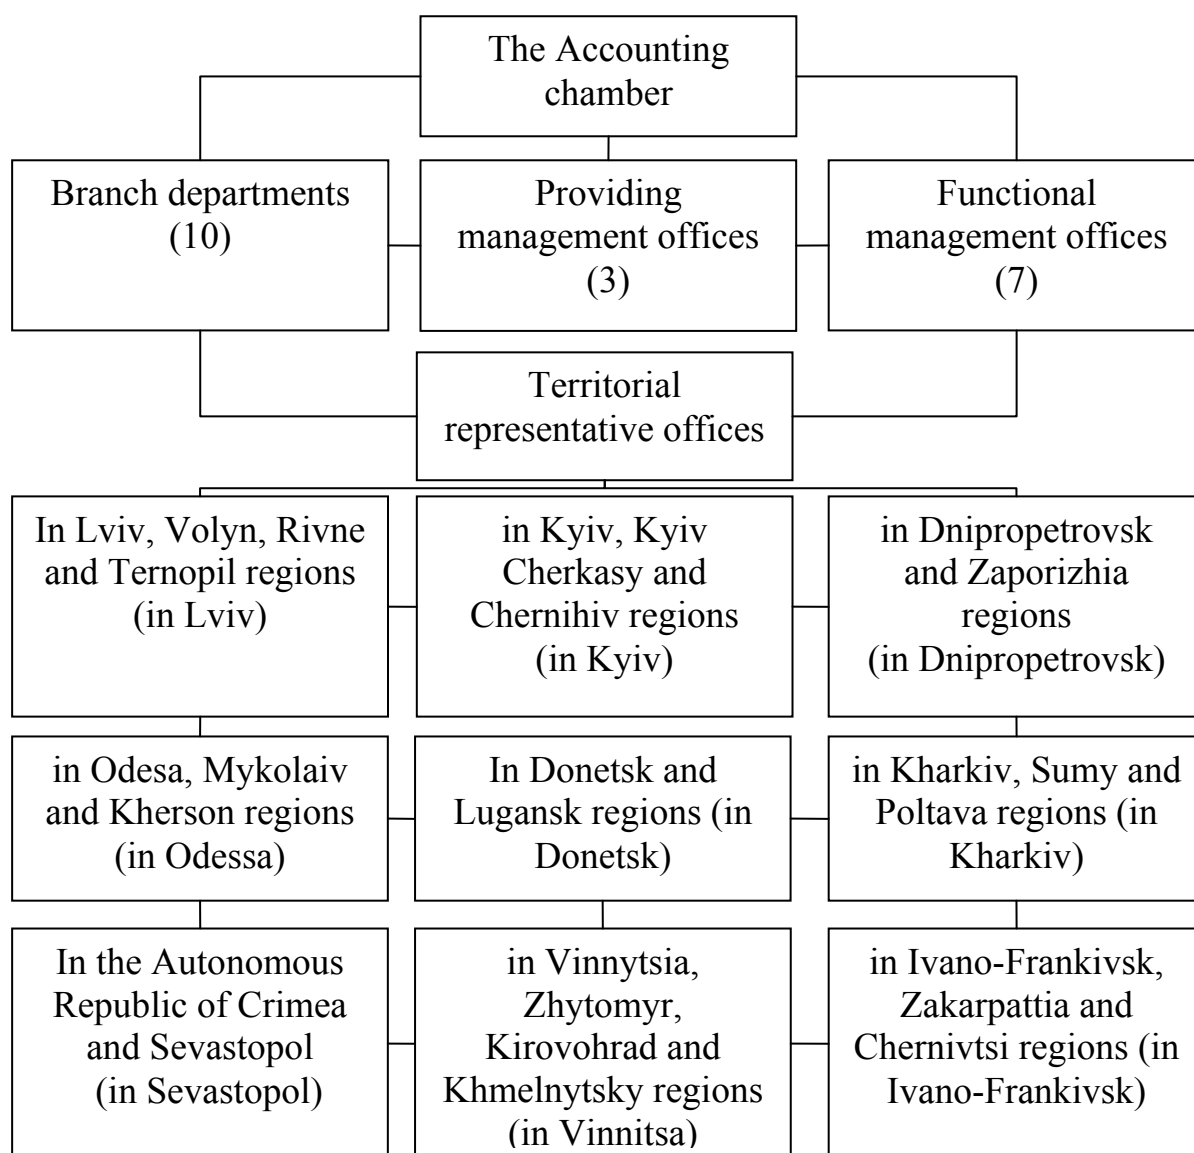 The Accounting
chamber
Branch departments
(10)
Providing
management offices
(3)
Functional
management offices
(7)
Territorial
representative offices
In Lviv, Volyn, Rivne
and Ternopil regions
(in Lviv)
in Kyiv, Kyiv
Cherkasy and
Chernihiv regions
(in Kyiv)
in Dnipropetrovsk
and Zaporizhia
regions
(in Dnipropetrovsk)
in Odesa, Mykolaiv
and Kherson regions
(in Odessa)
In Donetsk and
Lugansk regions (in
Donetsk)
in Kharkiv, Sumy and
Poltava regions (in
Kharkiv)
In the Autonomous
Republic of Crimea
and Sevastopol
(in Sevastopol)
in Vinnytsia,
Zhytomyr,
Kirovohrad and
Khmelnytsky regions
(in Vinnitsa)
in Ivano-Frankivsk,
Zakarpattia and
Chernivtsi regions (in
Ivano-Frankivsk)